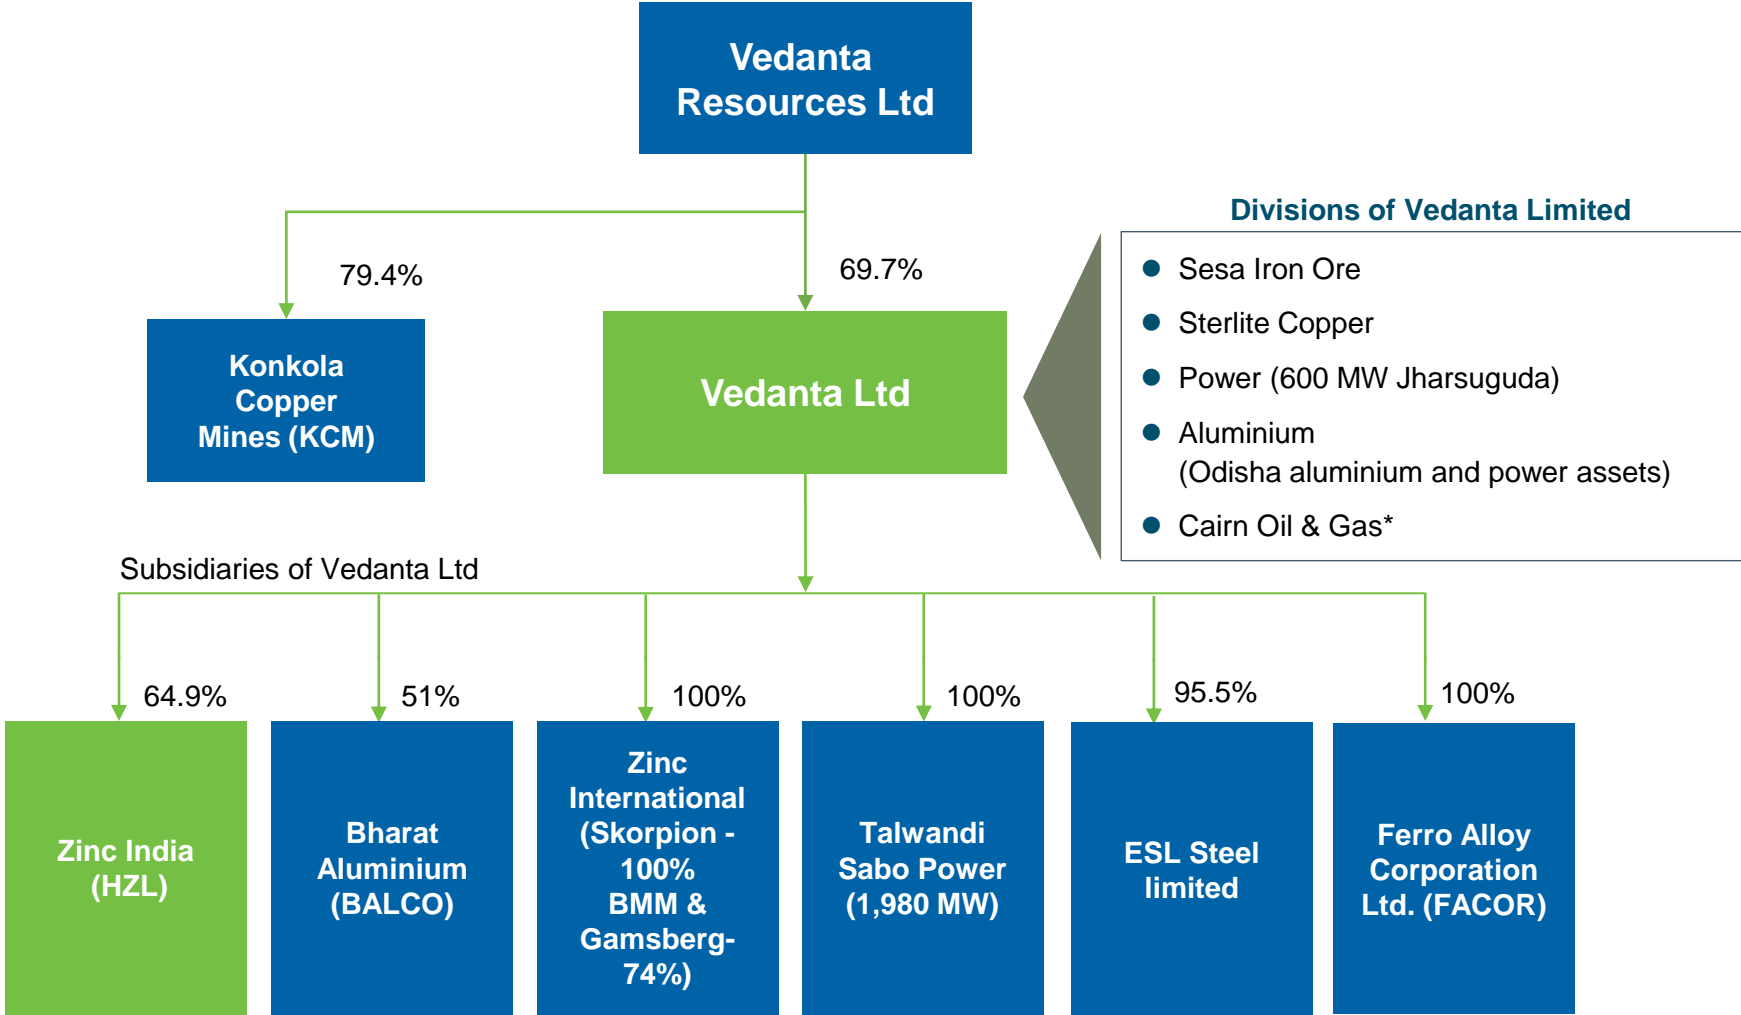 Vedanta
Resources Ltd
Divisions of Vedanta Limited
79.4%
69.7%
Sesa Iron Ore
Sterlite Copper
Power (600 MW Jharsuguda)
Aluminium
(Odisha aluminium and power assets)
Cairn Oil & Gas*
Konkola
Copper
Mines (KCM)
Vedanta Ltd
Subsidiaries of Vedanta Ltd
64.9%
51%
100%
100%
95.5%
100%
Zinc India
(HZL)
Bharat
Aluminium
(BALCO)
Zinc
International
(Skorpion -
100%
BMM &
Gamsberg-
74%)
Talwandi
Sabo Power
(1,980 MW)
ESL Steel
limited
Ferro Alloy
Corporation
Ltd. (FACOR)